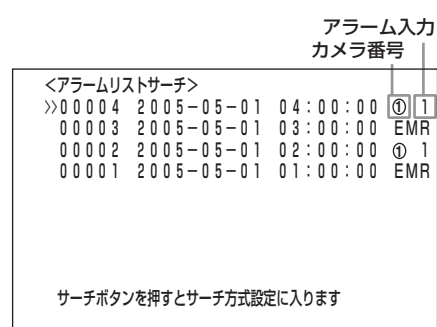 アラーム入力
カメラ番号
<アラームリストサーチ>
»00004 2005-05-01 04:00:00 ① 1
00003 2005-05-01 03:00:00 EMR
00002 2005-05-01 02:00:00 ① 1
00001 2005-05-01 01:00:00 EMR
サーチボタンを押すとサーチ方式設定に入ります